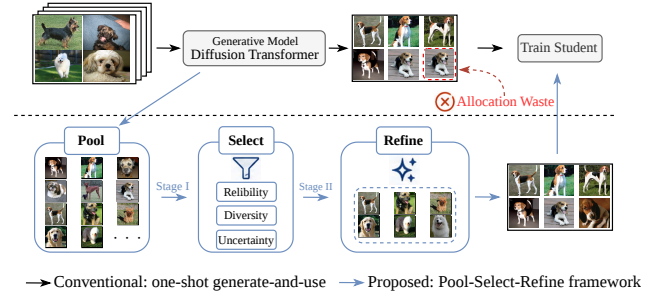 Generative Model
Diffusion Transformer
Train Student
Allocation Waste
Pool
Select
Refine
Stage I
Stage II
Relibility
Diversity
Uncertainty
. . .
Conventional: one-shot generate-and-use
Proposed: Pool-Select-Refine framework